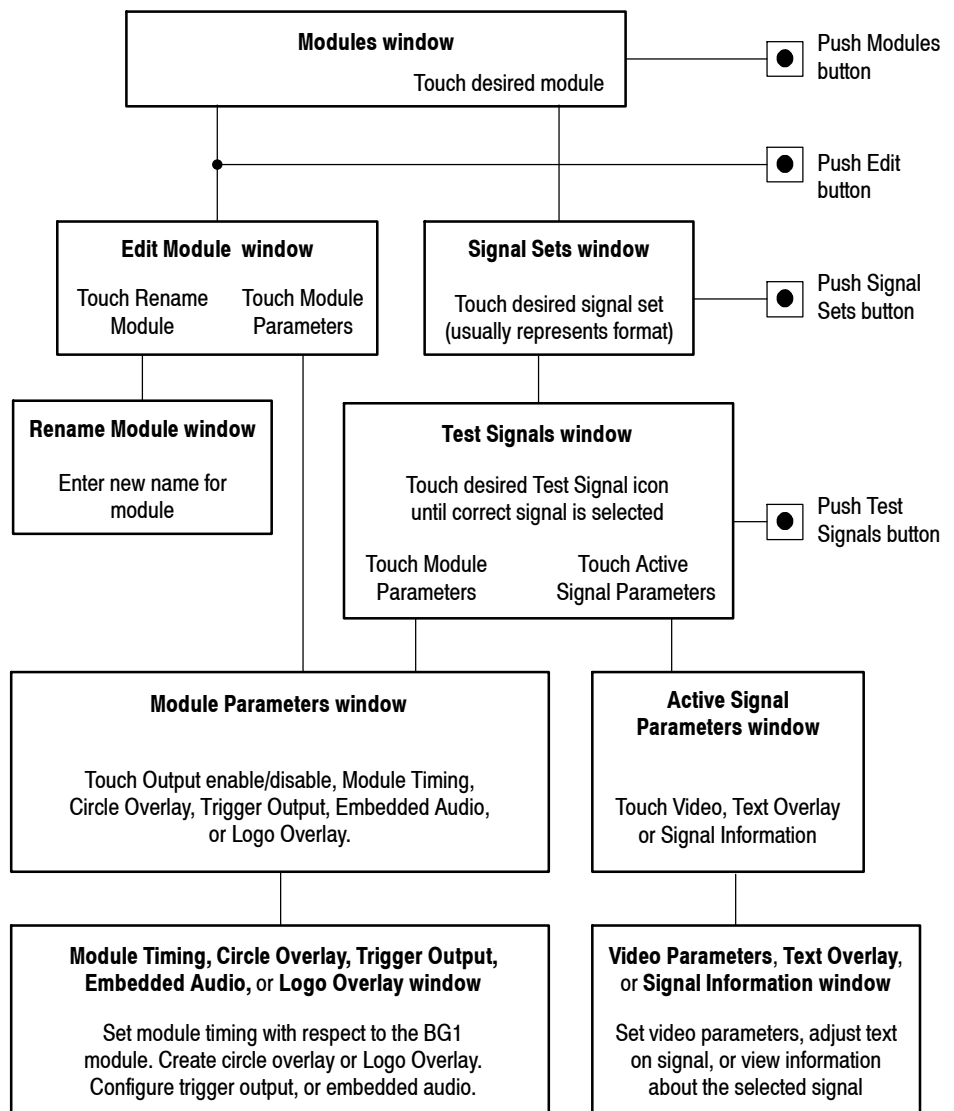 Modules window
Touch desired module
Push Modules
button
Push Edit
button
Edit Module window
Touch Rename
Module
Touch Module
Parameters
Signal Sets window
Touch desired signal set
(usually represents format)
Push Signal
Sets button
Rename Module window
Enter new name for
module
Test Signals window
Touch desired Test Signal icon
until correct signal is selected
Touch Module
Parameters
Touch Active
Signal Parameters
Push Test
Signals button
Module Parameters window
Touch Output enable/disable, Module Timing,
Circle Overlay, Trigger Output, Embedded Audio,
or Logo Overlay.
Active Signal
Parameters window
Touch Video, Text Overlay
or Signal Information
Module Timing, Circle Overlay, Trigger Output,
Embedded Audio, or Logo Overlay window
Set module timing with respect to the BG1
module. Create circle overlay or Logo Overlay.
Configure trigger output, or embedded audio.
Video Parameters, Text Overlay,
or Signal Information window
Set video parameters, adjust text
on signal, or view information
about the selected signal